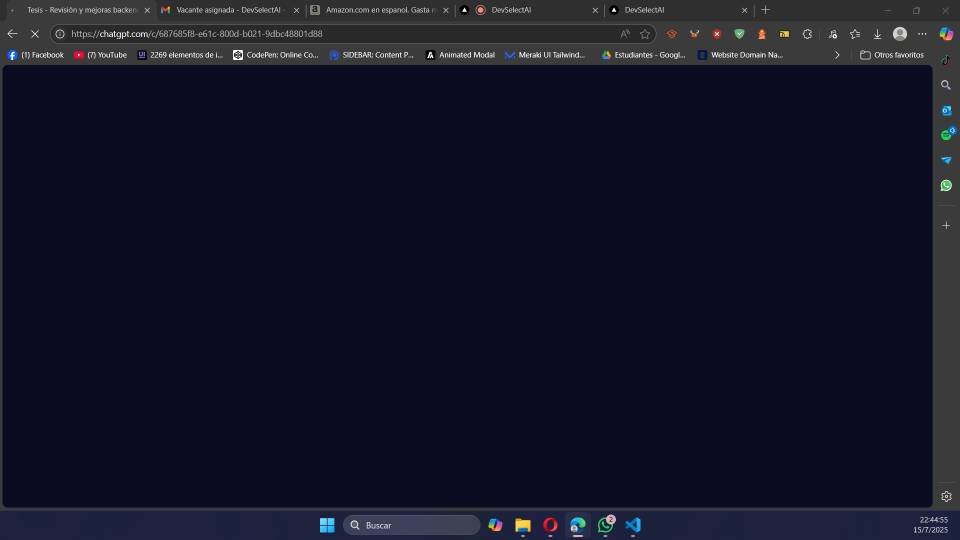 Tesis - Revisión y mejoras backen
Vacante asignada - DevSelectAI -
Amazon.com en espanol. Gasta m
DevSelectAI
DevSelectAI
https://chatgpt.com/c/687685f8-e61c-800d-b021-9dbc48801d88
(1) Facebook
(7) YouTube
2269 elementos de i...
CodePen: Online Co...
SIDEBAR: Content P...
Animated Modal
Meraki UI Tailwind...
Estudiantes - Googl...
Website Domain Na...
Otros favoritos
Buscar
2
22:44:55
15/7/2025